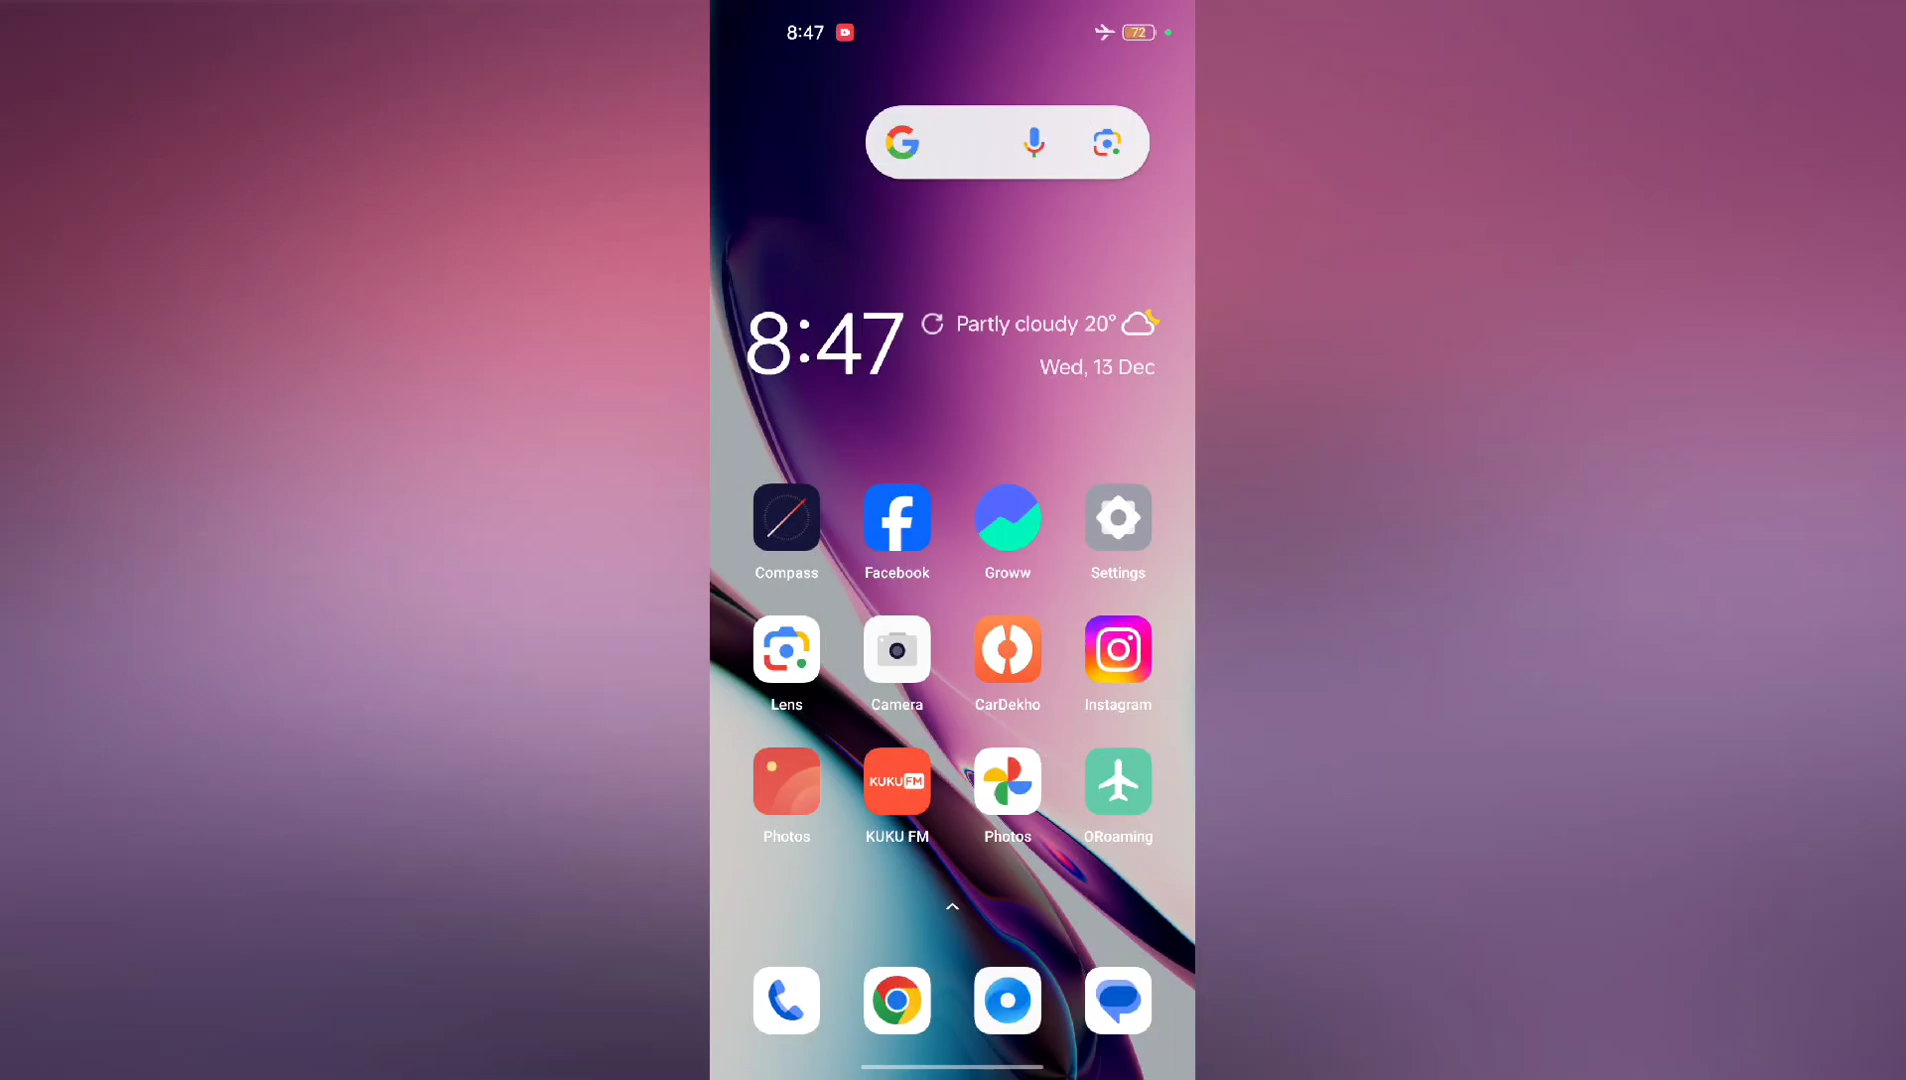 8:47
72
8:47
Partly cloudy 20°
Wed, 13 Dec
Compass
Facebook
Groww
Settings
Lens
Camera
CarDekho
Instagram
KUKU FM
Photos
KUKU FM
Photos
ORoaming